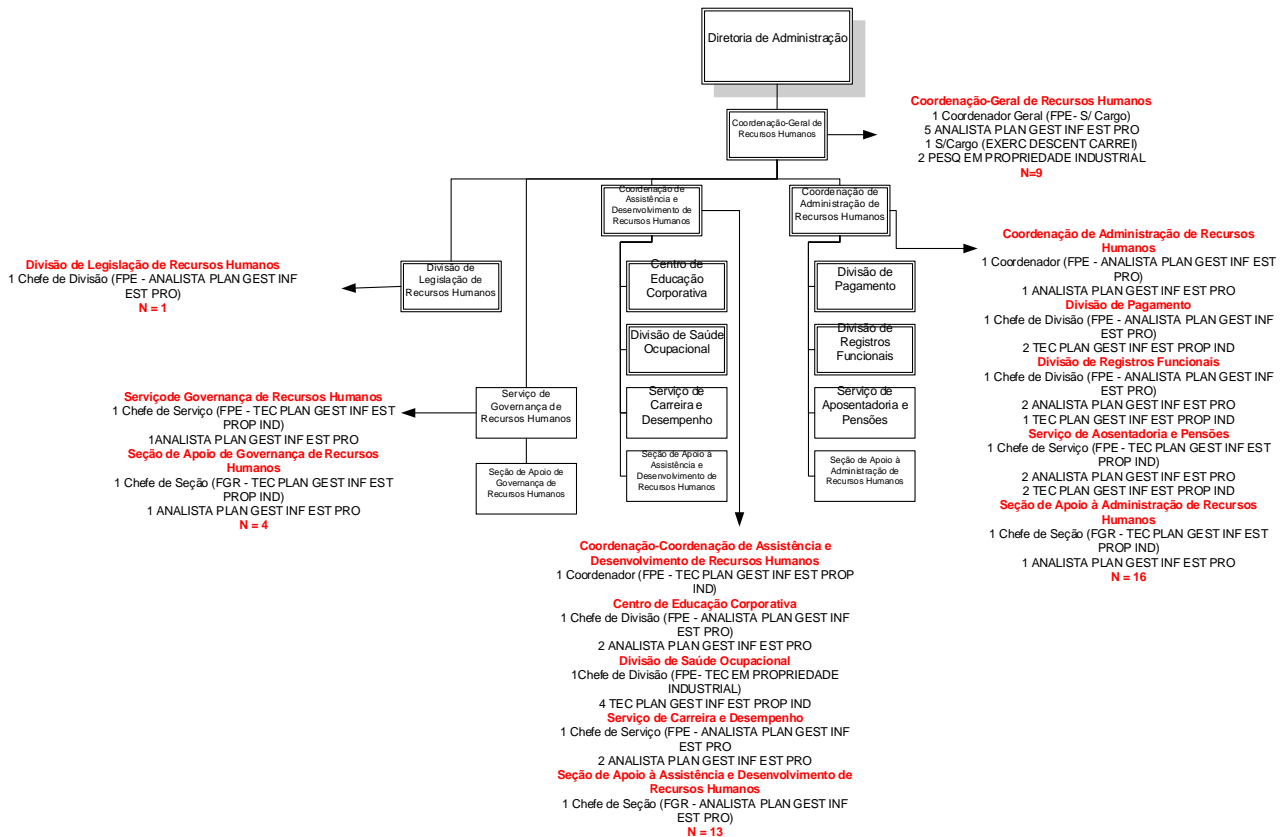 Diretoria de Administração
Coordenação-Geral de
Recursos Humanos
Coordenação-Geral de Recursos Humanos
1 Coordenador Geral (FPE- S/ Cargo)
5 ANALISTA PLAN GEST INF EST PRO
1 S/Cargo (EXERC DESCENT CARREI)
2 PESQ EM PROPRIEDADE INDUSTRIAL
N=9
Coordenação de
Assistência e
Desenvolvimento de
Recursos Humanos
Coordenação de
Administração de
Recursos Humanos
Divisão de Legislação de Recursos Humanos
1 Chefe de Divisão (FPE - ANALISTA PLAN GEST INF
EST PRO)
N = 1
Divisão de
Legislação de
Recursos Humanos
Centro de
Educação
Corporativa
Divisão de
Pagamento
Divisão de Saúde
Ocupacional
Divisão de
Registros
Funcionais
Serviço de
Governança de
Recursos Humanos
Serviço de
Carreira e
Desempenho
Serviço de
Aposentadoria e
Pensões
Seção de Apoio de
Governança de
Recursos Humanos
Seção de Apoio à
Assistência e
Desenvolvimento de
Recursos Humanos
Seção de Apoio à
Administração de
Recursos Humanos
Serviçode Governança de Recursos Humanos
1 Chefe de Serviço (FPE - TEC PLAN GEST INF EST
PROP IND)
1ANALISTA PLAN GEST INF EST PRO
Seção de Apoio de Governança de Recursos
Humanos
1 Chefe de Seção (FGR - TEC PLAN GEST INF EST
PROP IND)
1 ANALISTA PLAN GEST INF EST PRO
N = 4
Coordenação de Administração de Recursos
Humanos
1 Coordenador (FPE - ANALISTA PLAN GEST INF EST
PRO)
1 ANALISTA PLAN GEST INF EST PRO
Divisão de Pagamento
1 Chefe de Divisão (FPE - ANALISTA PLAN GEST INF
EST PRO)
2 TEC PLAN GEST INF EST PROP IND
Divisão de Registros Funcionais
1 Chefe de Divisão (FPE - ANALISTA PLAN GEST INF
EST PRO)
2 ANALISTA PLAN GEST INF EST PRO
1 TEC PLAN GEST INF EST PROP IND
Serviço de Aosentadoria e Pensões
1 Chefe de Serviço (FPE - TEC PLAN GEST INF EST
PROP IND)
2 ANALISTA PLAN GEST INF EST PRO
2 TEC PLAN GEST INF EST PROP IND
Seção de Apoio à Administração de Recursos
Humanos
1 Chefe de Seção (FGR - TEC PLAN GEST INF EST
PROP IND)
1 ANALISTA PLAN GEST INF EST PRO
N = 16
Coordenação-Coordenação de Assistência e
Desenvolvimento de Recursos Humanos
1 Coordenador (FPE - TEC PLAN GEST INF EST PROP
IND)
Centro de Educação Corporativa
1 Chefe de Divisão (FPE - ANALISTA PLAN GEST INF
EST PRO)
2 ANALISTA PLAN GEST INF EST PRO
Divisão de Saúde Ocupacional
1Chefe de Divisão (FPE- TEC EM PROPRIEDADE
INDUSTRIAL)
4 TEC PLAN GEST INF EST PROP IND
Serviço de Carreira e Desempenho
1 Chefe de Serviço (FPE - ANALISTA PLAN GEST INF
EST PRO
2 ANALISTA PLAN GEST INF EST PRO
Seção de Apoio à Assistência e Desenvolvimento de
Recursos Humanos
1 Chefe de Seção (FGR - ANALISTA PLAN GEST INF
EST PRO)
N = 13